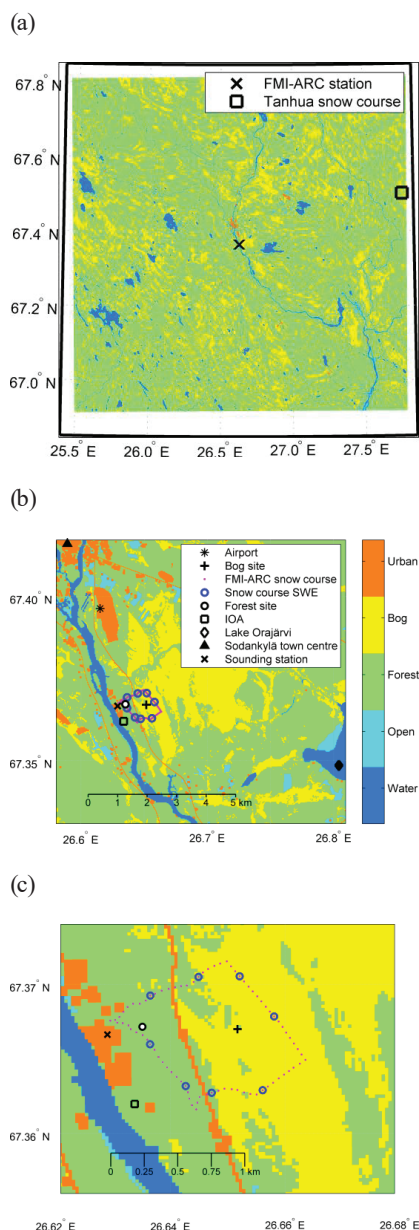 (a)
67.8° N
67.6° N
67.4° N
67.2° N
67.0° N
25.5° E 26.0° E 26.5° E 27.0° E 27.5° E
FMI-ARC station
Tanhua snow course
(b)
67.40° N
67.35° N
26.6° E 26.7° E 26.8° E
Airport
Bog site
FMI-ARC snow course
Snow course SWE
Forest site
IOA
Lake Orajärvi
Sodankylä town centre
Sounding station
0 1 2 3 4 5 km
Urban
Bog
Forest
Open
Water
(c)
67.37° N
67.36° N
0 0.25 0.5 0.75 1 km
26.62° E 26.64° E 26.66° E 26.68° E